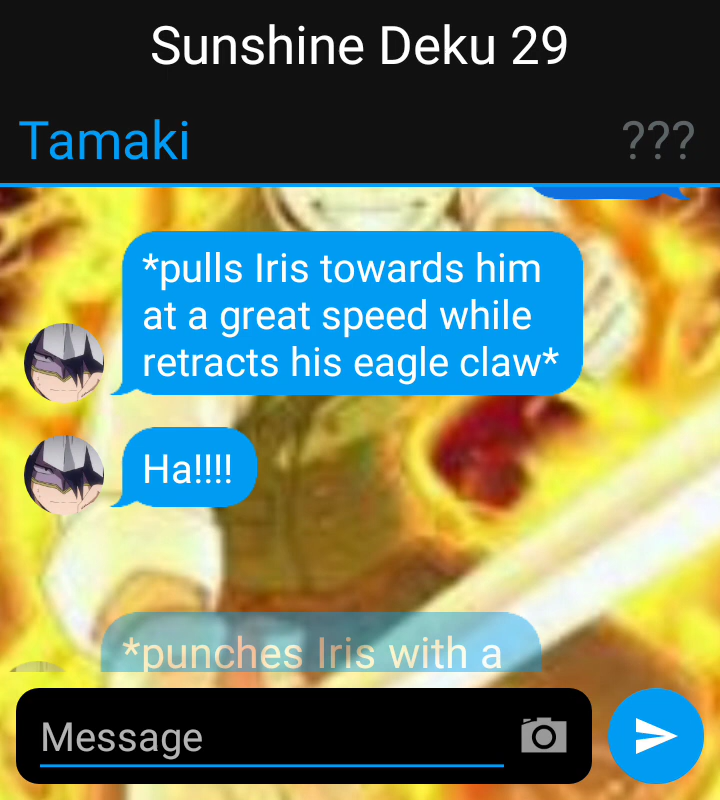 Sunshine Deku 29
Tamaki ???
*pulls Iris towards him
at a great speed while
retracts his eagle claw*
Ha!!!!
*punches Iris with a
Message